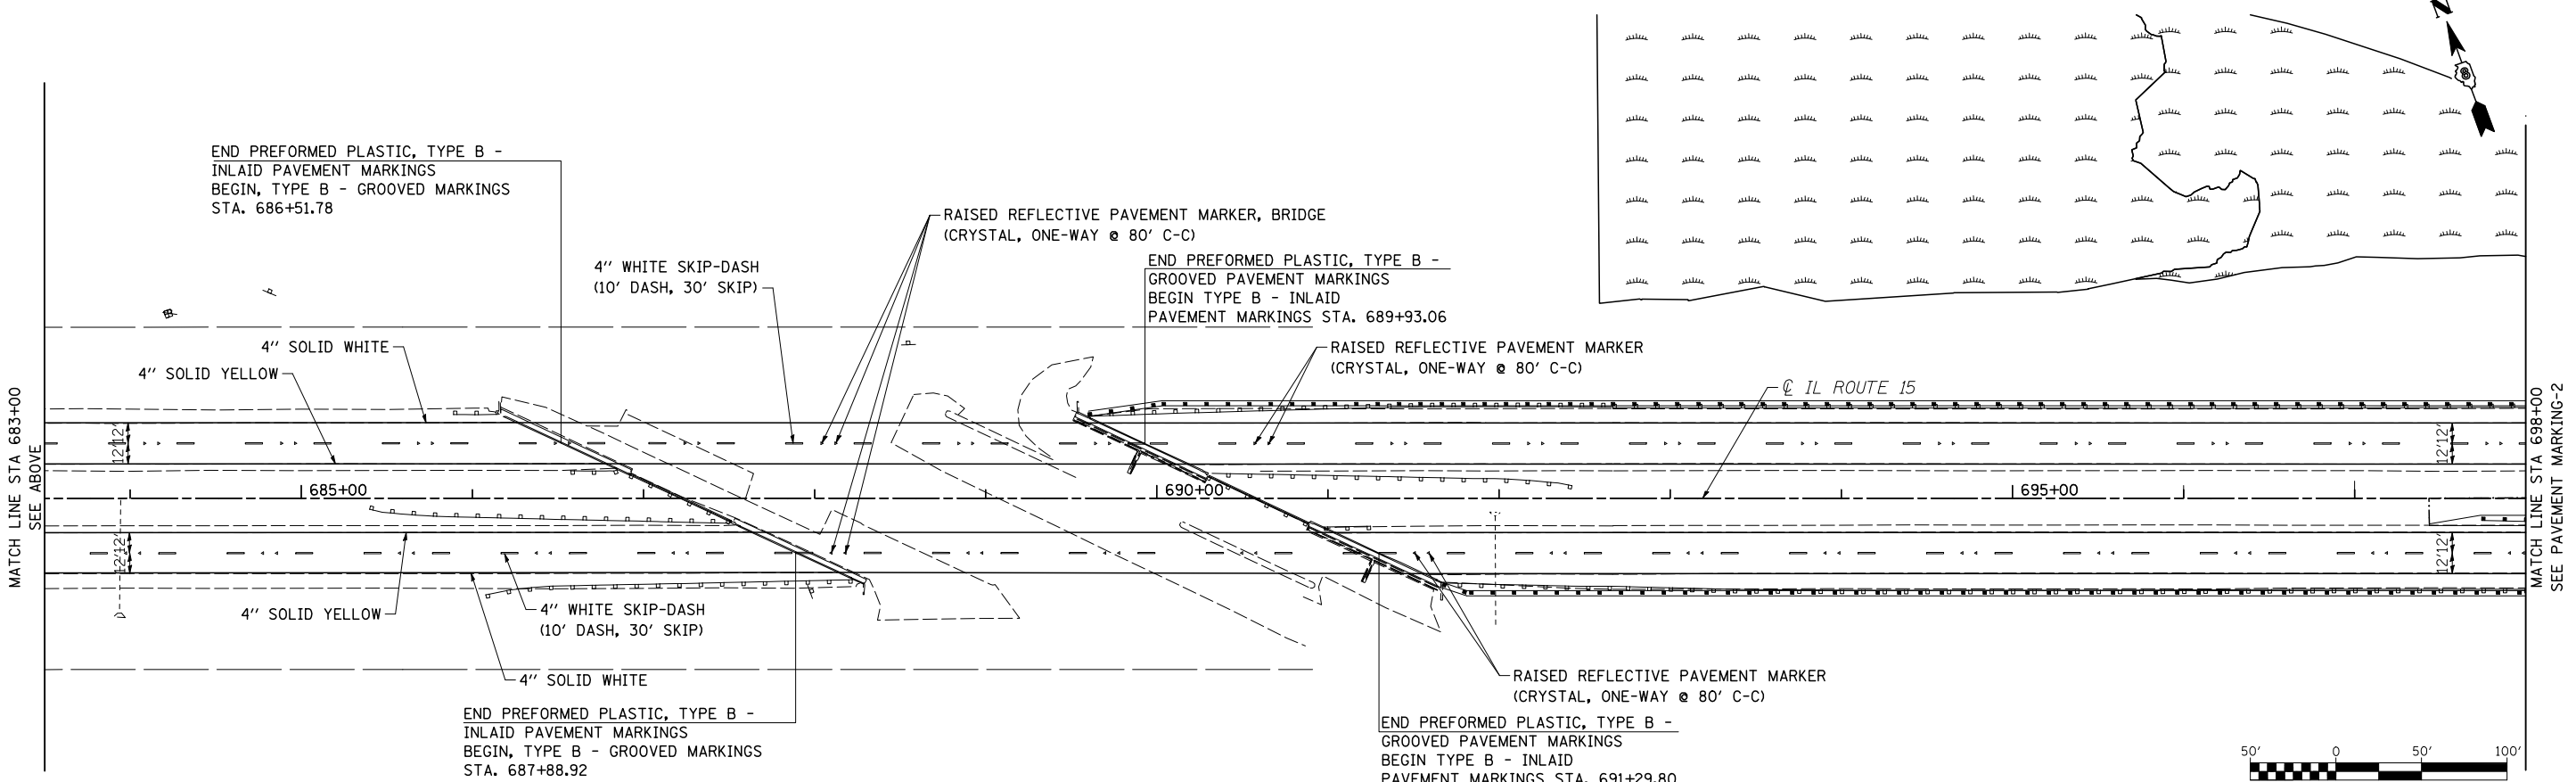 N
8
END PREFORMED PLASTIC, TYPE B -
INLAID PAVEMENT MARKINGS
BEGIN, TYPE B - GROOVED MARKINGS
STA. 686+51.78
RAISED REFLECTIVE PAVEMENT MARKER, BRIDGE
(CRYSTAL, ONE-WAY @ 80' C-C)
4" WHITE SKIP-DASH
(10' DASH, 30' SKIP)
END PREFORMED PLASTIC, TYPE B -
GROOVED PAVEMENT MARKINGS
BEGIN TYPE B - INLAID
PAVEMENT MARKINGS STA. 689+93.06
4" SOLID WHITE
4" SOLID YELLOW
RAISED REFLECTIVE PAVEMENT MARKER
(CRYSTAL, ONE-WAY @ 80' C-C)
℄ IL ROUTE 15
MATCH LINE STA 683+00
SEE ABOVE
12' 12'
12' 12'
685+00
690+00
695+00
12' 12'
12' 12'
MATCH LINE STA 698+00
SEE PAVEMENT MARKING-2
4" SOLID YELLOW
4" WHITE SKIP-DASH
(10' DASH, 30' SKIP)
4" SOLID WHITE
RAISED REFLECTIVE PAVEMENT MARKER
(CRYSTAL, ONE-WAY @ 80' C-C)
END PREFORMED PLASTIC, TYPE B -
INLAID PAVEMENT MARKINGS
BEGIN, TYPE B - GROOVED MARKINGS
STA. 687+88.92
END PREFORMED PLASTIC, TYPE B -
GROOVED PAVEMENT MARKINGS
BEGIN TYPE B - INLAID
PAVEMENT MARKINGS STA. 691+29.80
50' 0 50' 100'